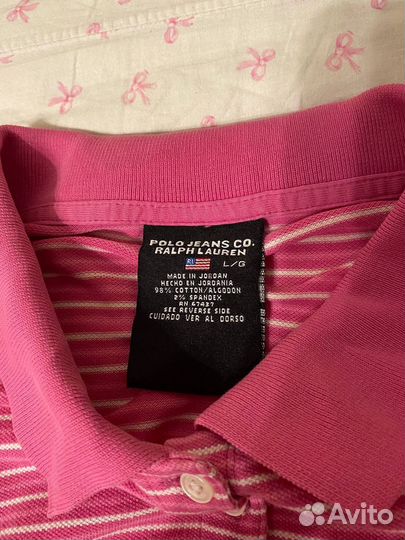 POLO JEANS CO.
RALPH LAUREN
RL L/G
MADE IN JORDAN
HECHO EN JORDANIA
98% COTTON/ALGODON
2% SPANDEX
RN 67437
SEE REVERSE SIDE
CUIDADO VER AL DORSO
Avito